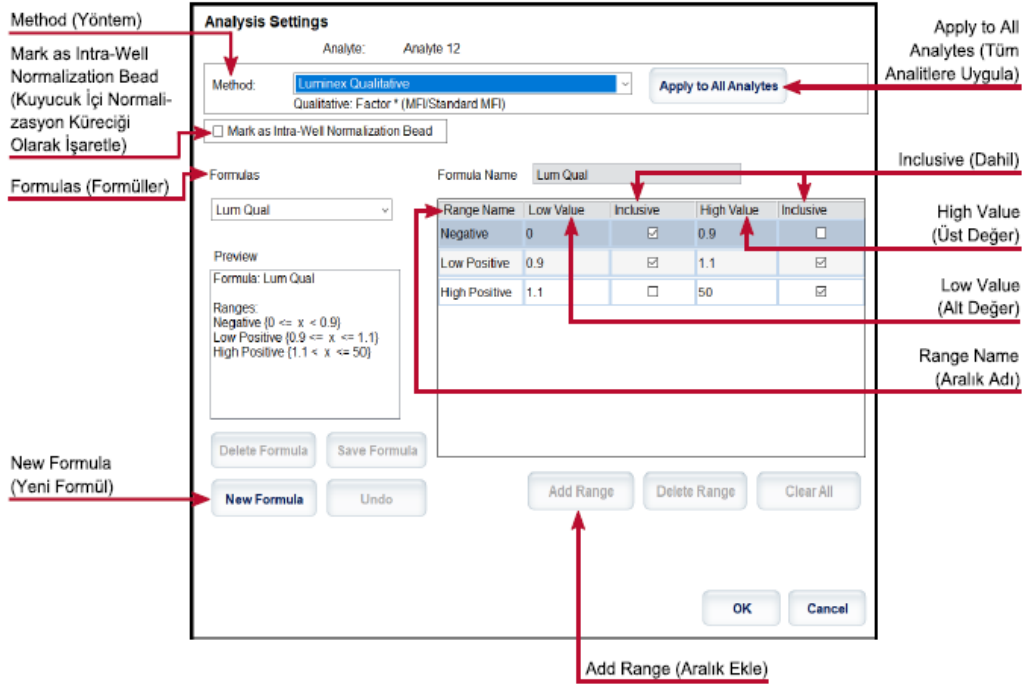 Method (Yöntem)
Mark as Intra-Well
Normalization Bead
(Kuyucuk İçi Normali-
zasyon Küreciği
Olarak İşaretle)
Formulas (Formüller)
New Formula
(Yeni Formül)
Analysis Settings
Analyte: Analyte 12
Method: Luminex Qualitative Apply to All Analytes
Qualitative: Factor * (MFI/Standard MFI)
Mark as Intra-Well Normalization Bead
Formulas Formula Name Lum Qual
Lum Qual
Range Name Low Value Inclusive High Value Inclusive
Negative 0 0.9
Low Positive 0.9 1.1
High Positive 1.1 50
Preview
Formula: Lum Qual
Ranges:
Negative {0 <= x < 0.9}
Low Positive {0.9 <= x <= 1.1}
High Positive {1.1 < x <= 50}
Delete Formula Save Formula
New Formula Undo
Add Range Delete Range Clear All
OK Cancel
Apply to All
Analytes (Tüm
Analitlere Uygula)
Inclusive (Dahil)
High Value
(Üst Değer)
Low Value
(Alt Değer)
Range Name
(Aralık Adı)
Add Range (Aralık Ekle)